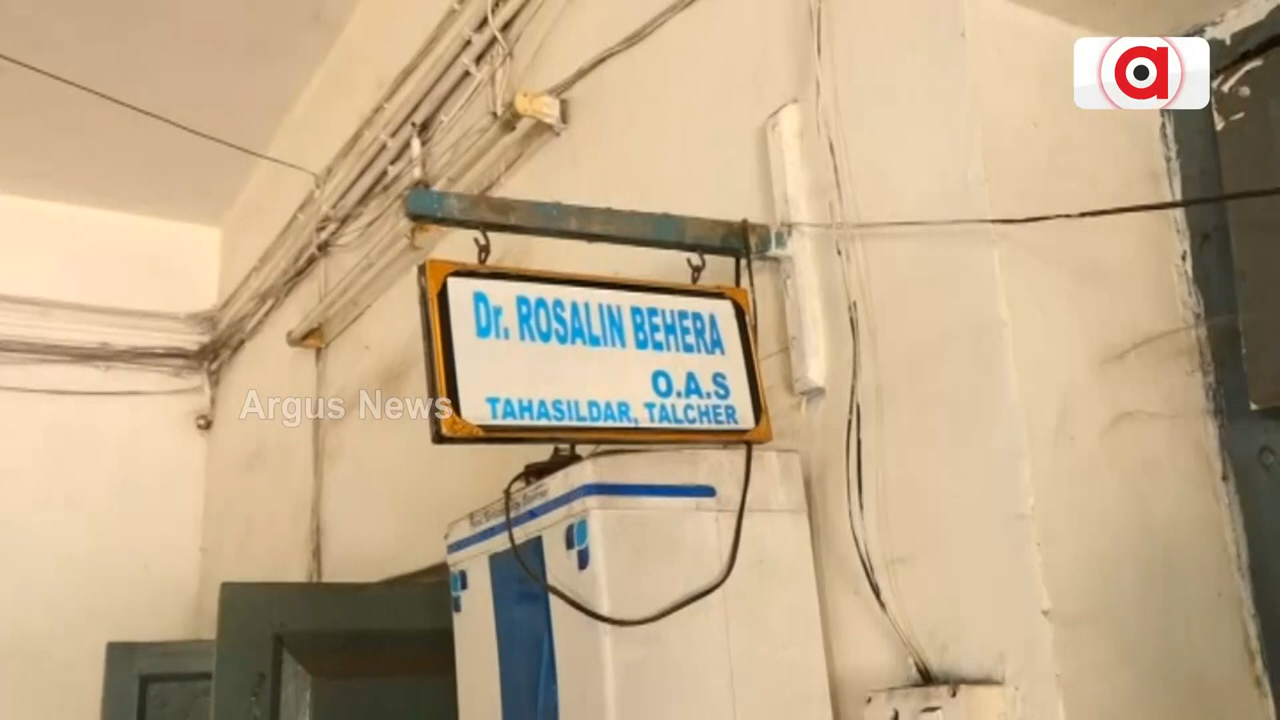 Dr. ROSALIN BEHERA
O.A.S
TAHASILDAR, TALCHER
Argus News